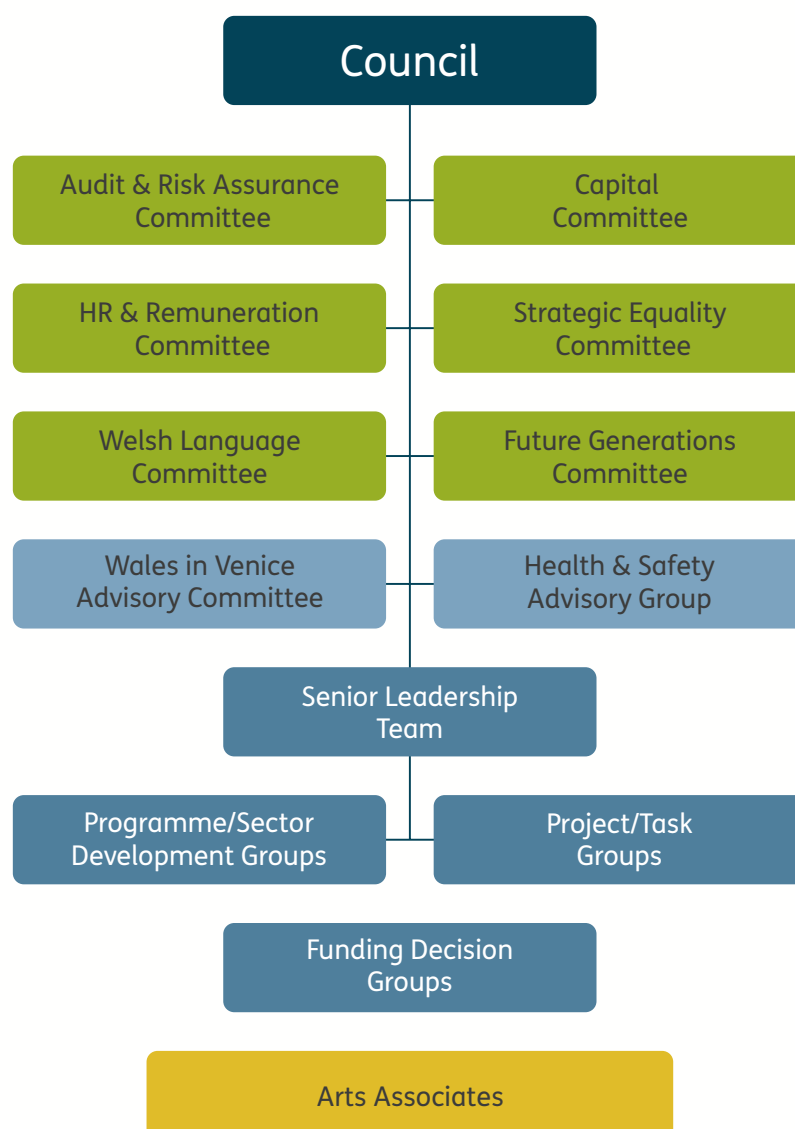 Council
Audit & Risk Assurance
Committee
Capital
Committee
HR & Remuneration
Committee
Strategic Equality
Committee
Welsh Language
Committee
Future Generations
Committee
Wales in Venice
Advisory Committee
Health & Safety
Advisory Group
Senior Leadership
Team
Programme/Sector
Development Groups
Project/Task
Groups
Funding Decision
Groups
Arts Associates